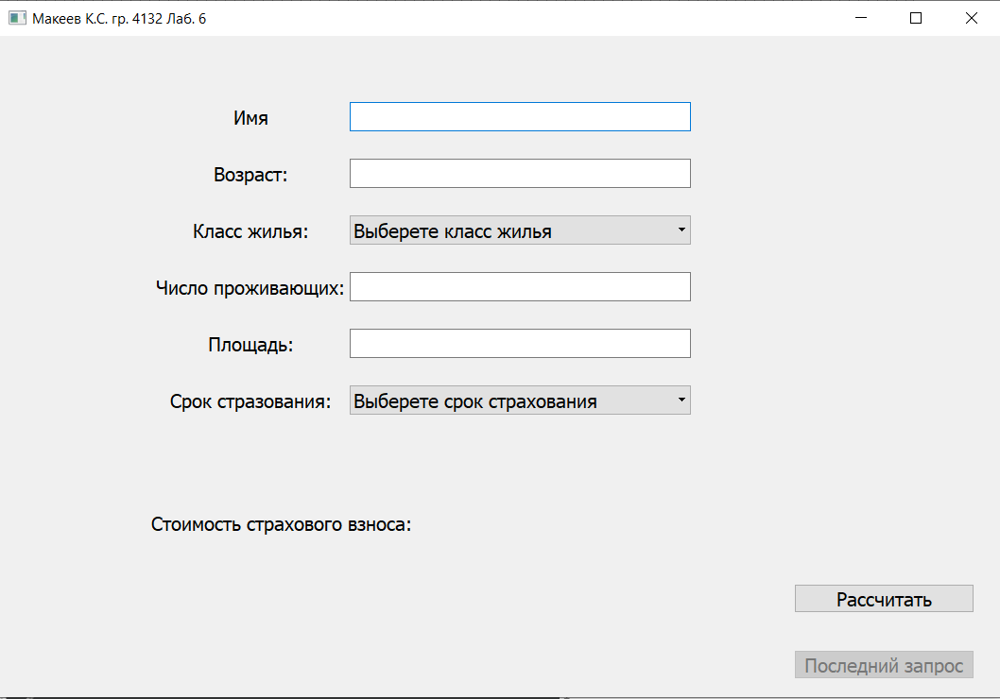 Макеев К.С. гр. 4132 Лаб. 6
Имя
Возраст:
Класс жилья: Выберете класс жилья
Число проживающих:
Площадь:
Срок стразования: Выберете срок страхования
Стоимость страхового взноса:
Рассчитать
Последний запрос